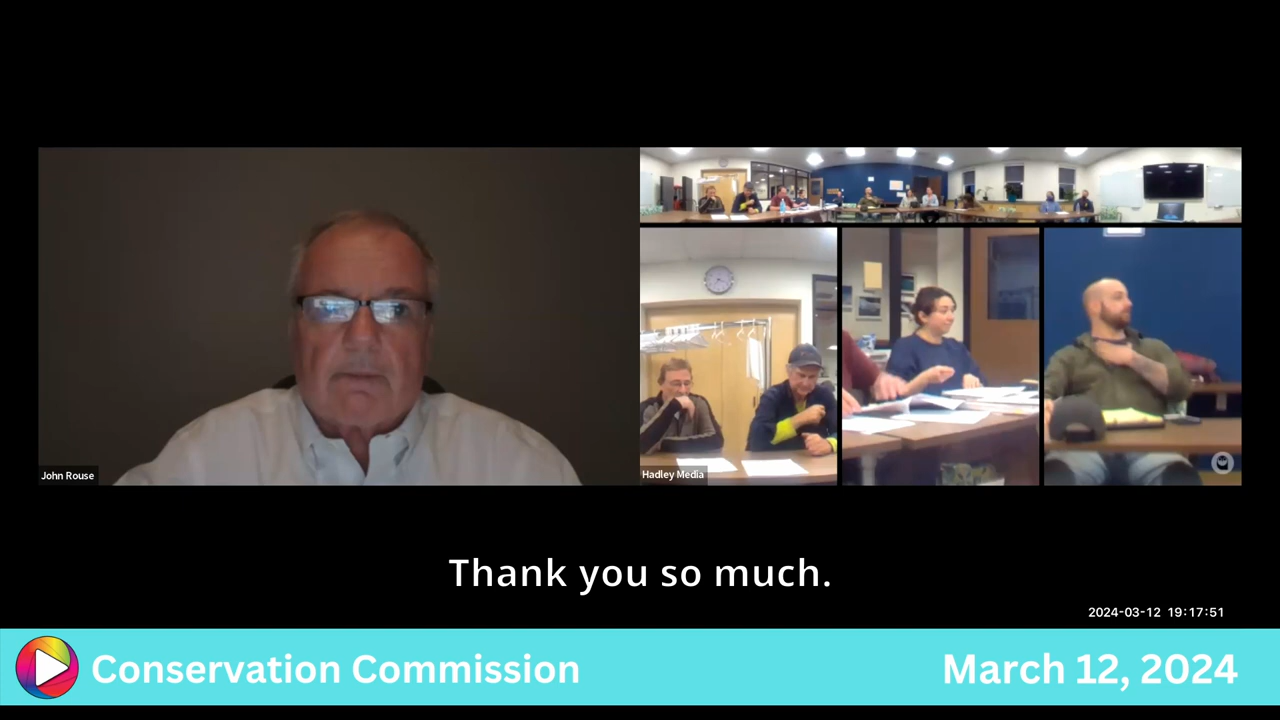 John Rouse
Hadley Media
Thank you so much.
2024-03-12 19:17:51
Conservation Commission
March 12, 2024